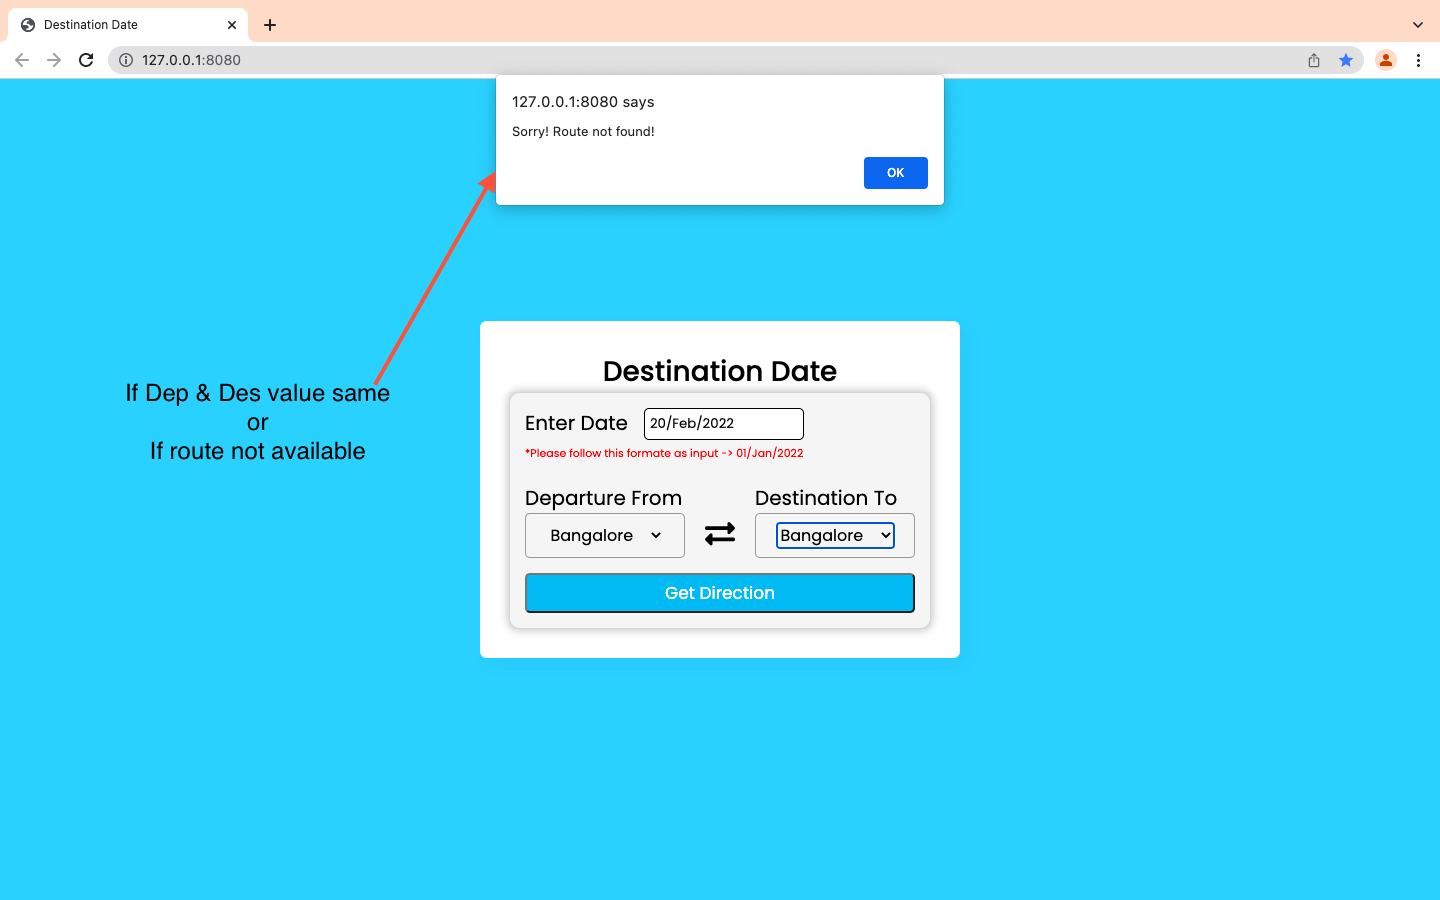 Destination Date
127.0.0.1:8080
127.0.0.1:8080 says
Sorry! Route not found!
OK
If Dep & Des value same
or
If route not available
Destination Date
Enter Date 20/Feb/2022
*Please follow this formate as input -> 01/Jan/2022
Departure From Destination To
Bangalore Bangalore
Get Direction